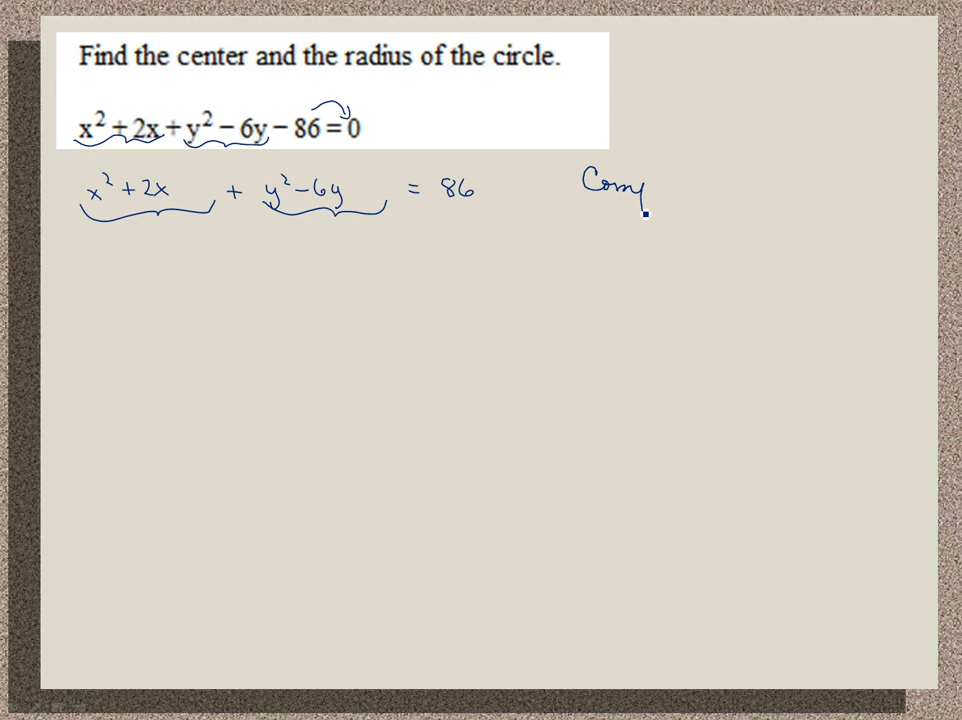 Find the center and the radius of the circle.
x² + 2x + y² − 6y − 86 = 0
x² + 2x + y² − 6y = 86
Comp